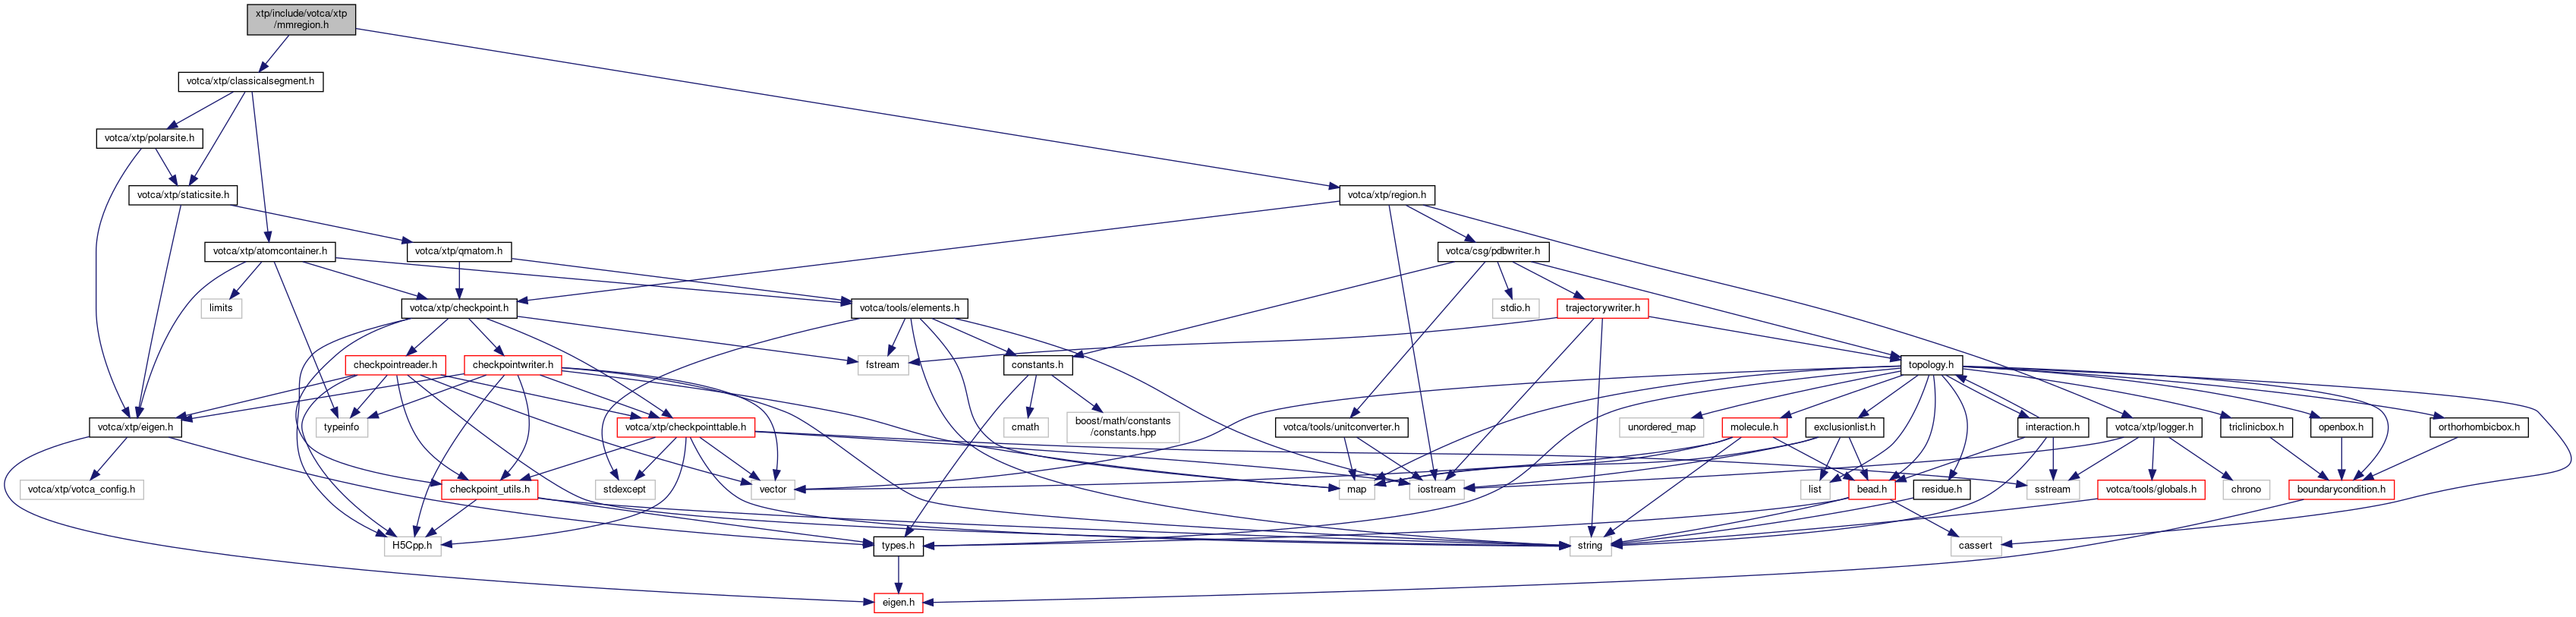 xtp/include/votca/xtp
/mmregion.h
votca/xtp/classicalsegment.h
votca/xtp/polarsite.h
votca/xtp/staticsite.h
votca/xtp/region.h
votca/xtp/atomcontainer.h
votca/xtp/qmatom.h
votca/csg/pdbwriter.h
limits
votca/xtp/checkpoint.h
votca/tools/elements.h
stdio.h
trajectorywriter.h
checkpointreader.h
checkpointwriter.h
fstream
constants.h
topology.h
votca/xtp/eigen.h
typeinfo
votca/xtp/checkpointtable.h
cmath
boost/math/constants
/constants.hpp
votca/tools/unitconverter.h
unordered_map
molecule.h
exclusionlist.h
interaction.h
votca/xtp/logger.h
triclinicbox.h
openbox.h
orthorhombicbox.h
votca/xtp/votca_config.h
checkpoint_utils.h
stdexcept
vector
map
iostream
list
bead.h
residue.h
sstream
votca/tools/globals.h
chrono
boundarycondition.h
H5Cpp.h
types.h
string
cassert
eigen.h